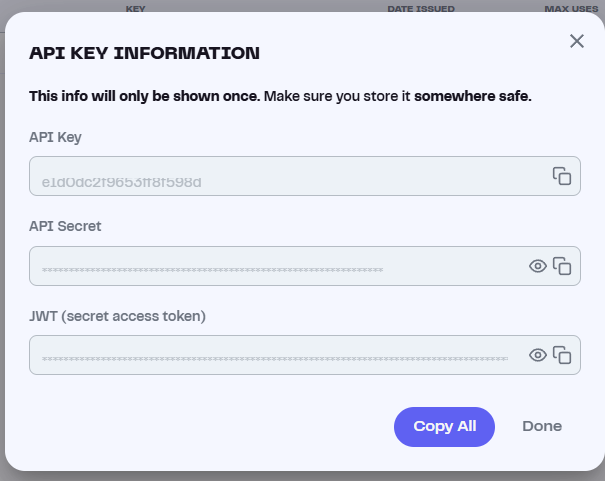 KEY DATE ISSUED MAX USES
API KEY INFORMATION
This info will only be shown once. Make sure you store it somewhere safe.
API Key
API Secret
JWT (secret access token)
Copy All Done